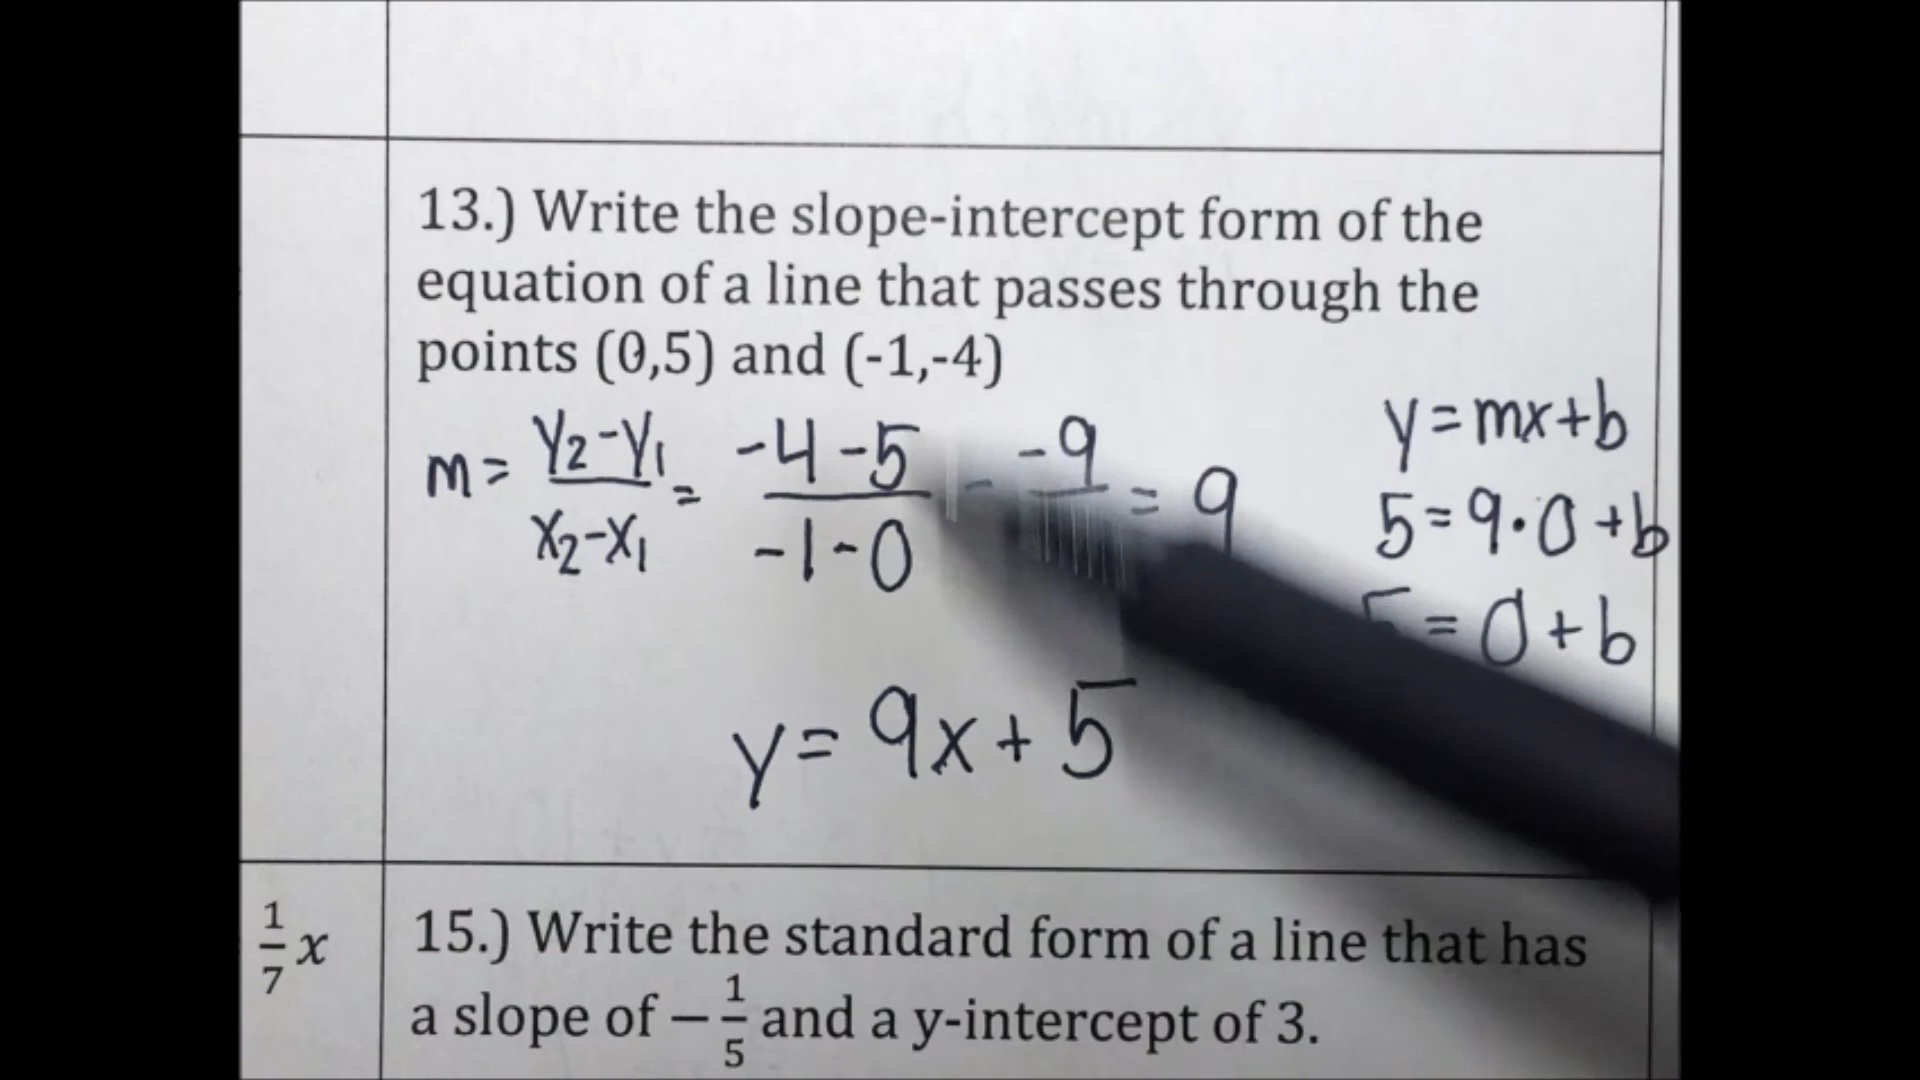 13.) Write the slope-intercept form of the
equation of a line that passes through the
points (0,5) and (-1,-4)
m = y₂-y₁ / x₂-x₁ = -4-5 / -1-0 = -9 / = 9
y = mx+b
5 = 9·0+b
5 = 0+b
y = 9x+5
1/7 x
15.) Write the standard form of a line that has
a slope of −1/5 and a y-intercept of 3.